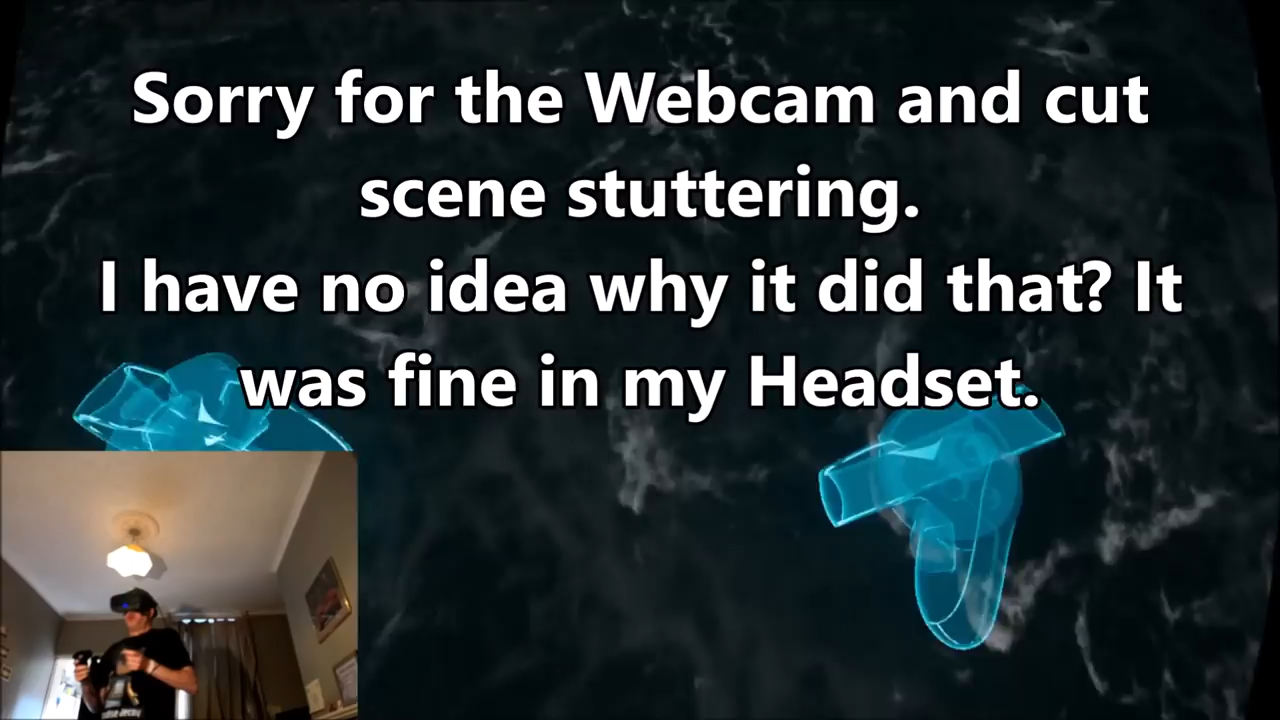 Sorry for the Webcam and cut
scene stuttering.
I have no idea why it did that? It
was fine in my Headset.